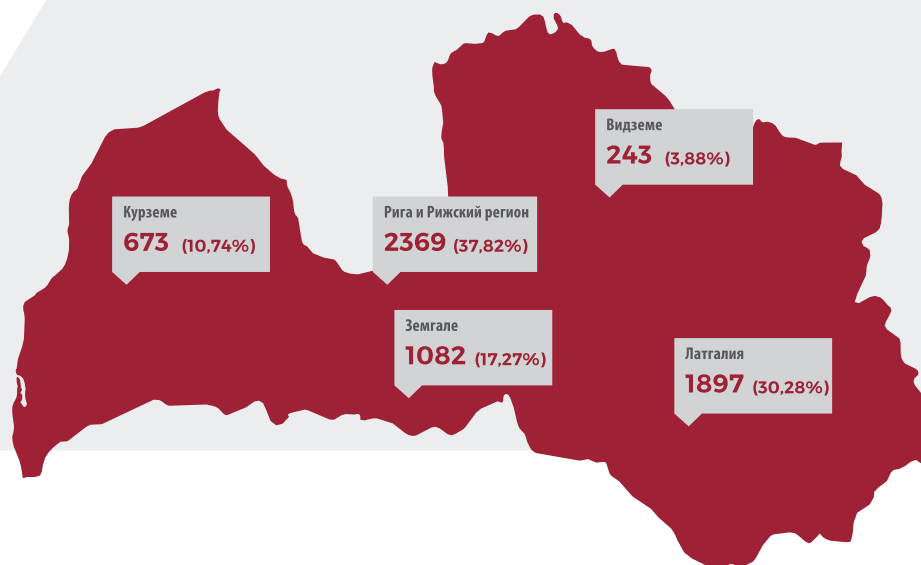 Видземе
243 (3,88%)
Курземе
673 (10,74%)
Рига и Рижский регион
2369 (37,82%)
Земгале
1082 (17,27%)
Латгалия
1897 (30,28%)